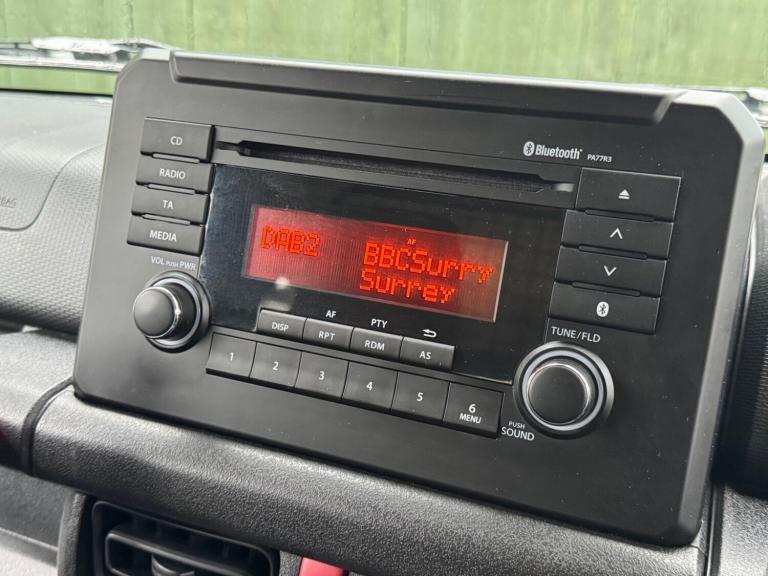 CD
RADIO
TA
MEDIA
VOL PUSH PWR
Bluetooth® PA77R3
AF
DAB2 BBCSurry
Surrey
AF PTY
DISP RPT RDM AS
1 2 3 4 5 6
MENU
TUNE/FLD
PUSH
SOUND